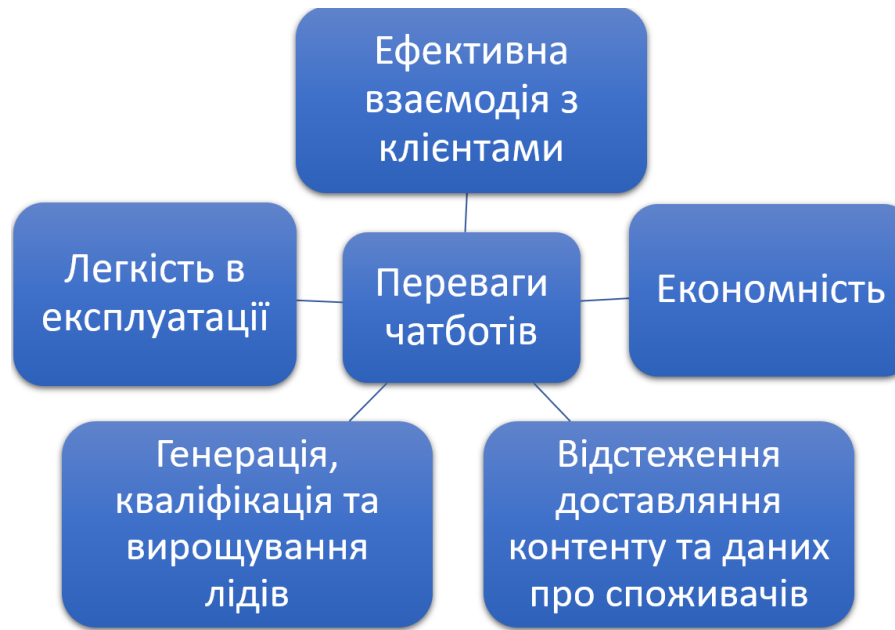 Ефективна
взаємодія з
клієнтами
Легкість в
експлуатації
Переваги
чатботів
Економність
Генерація,
кваліфікація та
вирощування
лідів
Відстеження
доставляння
контенту та даних
про споживачів